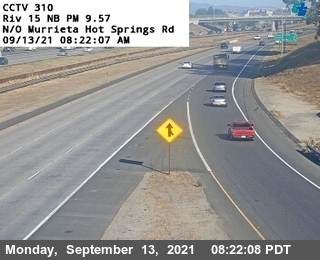 CCTV 310
Riv 15 NB PM 9.57
N/O Murrieta Hot Springs Rd
09/13/21 08:22:07 AM
Monday, September 13, 2021 08:22:08 PDT